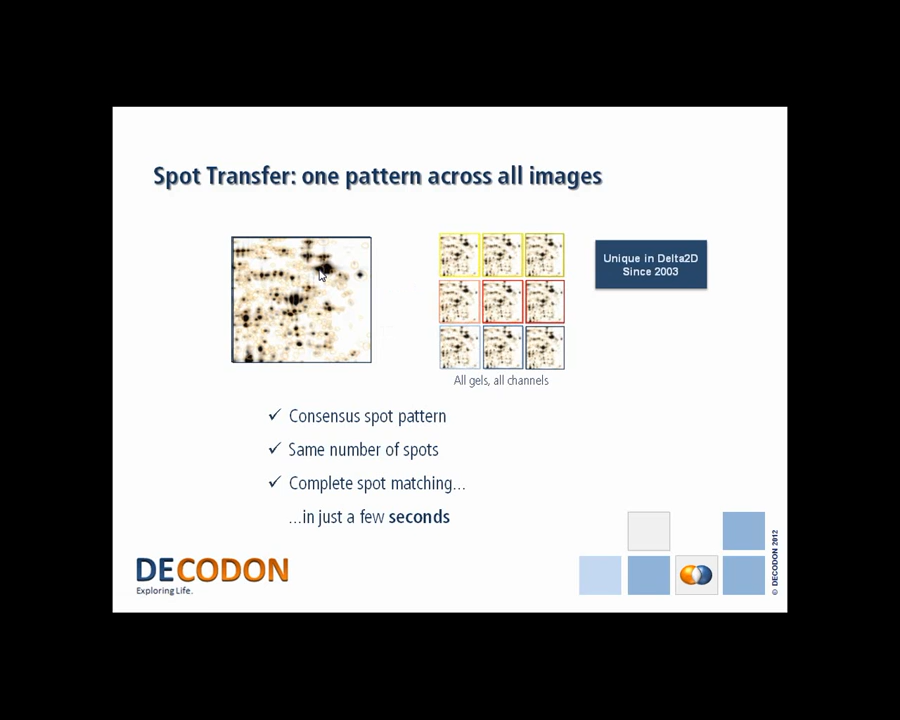 Spot Transfer: one pattern across all images
Unique in Delta2D
Since 2003
All gels, all channels
✓ Consensus spot pattern
✓ Same number of spots
✓ Complete spot matching...
...in just a few seconds
DECODON
Exploring Life.
© DECODON 2012